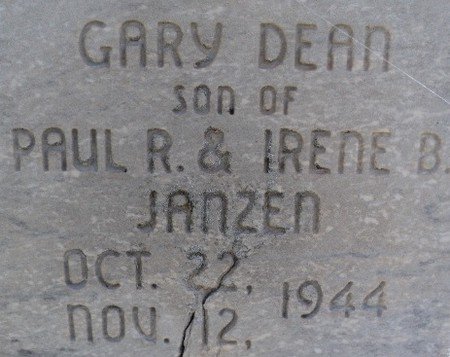 GARY DEAN
SON OF
PAUL R. & IRENE B.
JANZEN
OCT. 22,
NOV. 12, 1944